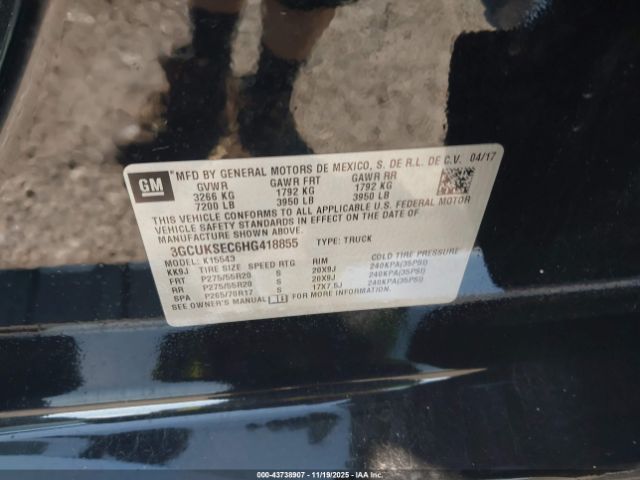 GM
MFD BY GENERAL MOTORS DE MEXICO, S. DE R.L. DE C.V. 04/17
GVWR GAWR FRT GAWR RR
3266 KG 1792 KG 1792 KG
7200 LB 3950 LB 3950 LB
THIS VEHICLE CONFORMS TO ALL APPLICABLE U.S. FEDERAL MOTOR
VEHICLE SAFETY STANDARDS IN EFFECT ON THE DATE OF
MANUFACTURE SHOWN ABOVE.
3GCUKSEC6HG418855 TYPE: TRUCK
MODEL: K15543
KK9J TIRE SIZE SPEED RTG RIM COLD TIRE PRESSURE
FRT P275/55R20 S 20X9J 240KPA(35PSI)
RR P275/55R20 S 20X9J 240KPA(35PSI)
SPA P265/70R17 S 17X7.5J 240KPA(35PSI)
SEE OWNER'S MANUAL FOR MORE INFORMATION.
000-43738907 - 11/19/2025 - IAAI.com